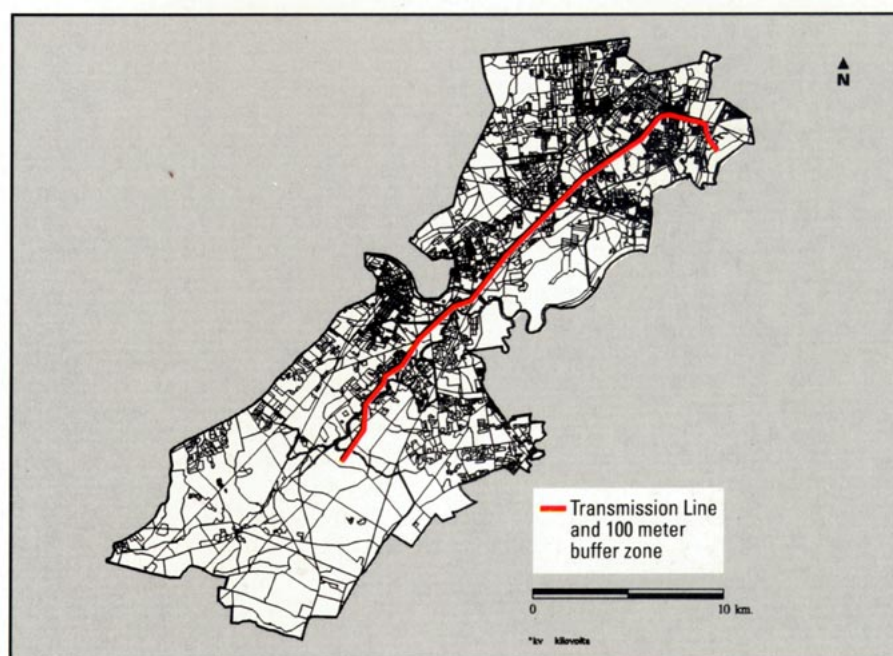 N
Transmission Line
and 100 meter
buffer zone
0 10 km.
*kv kilovolts